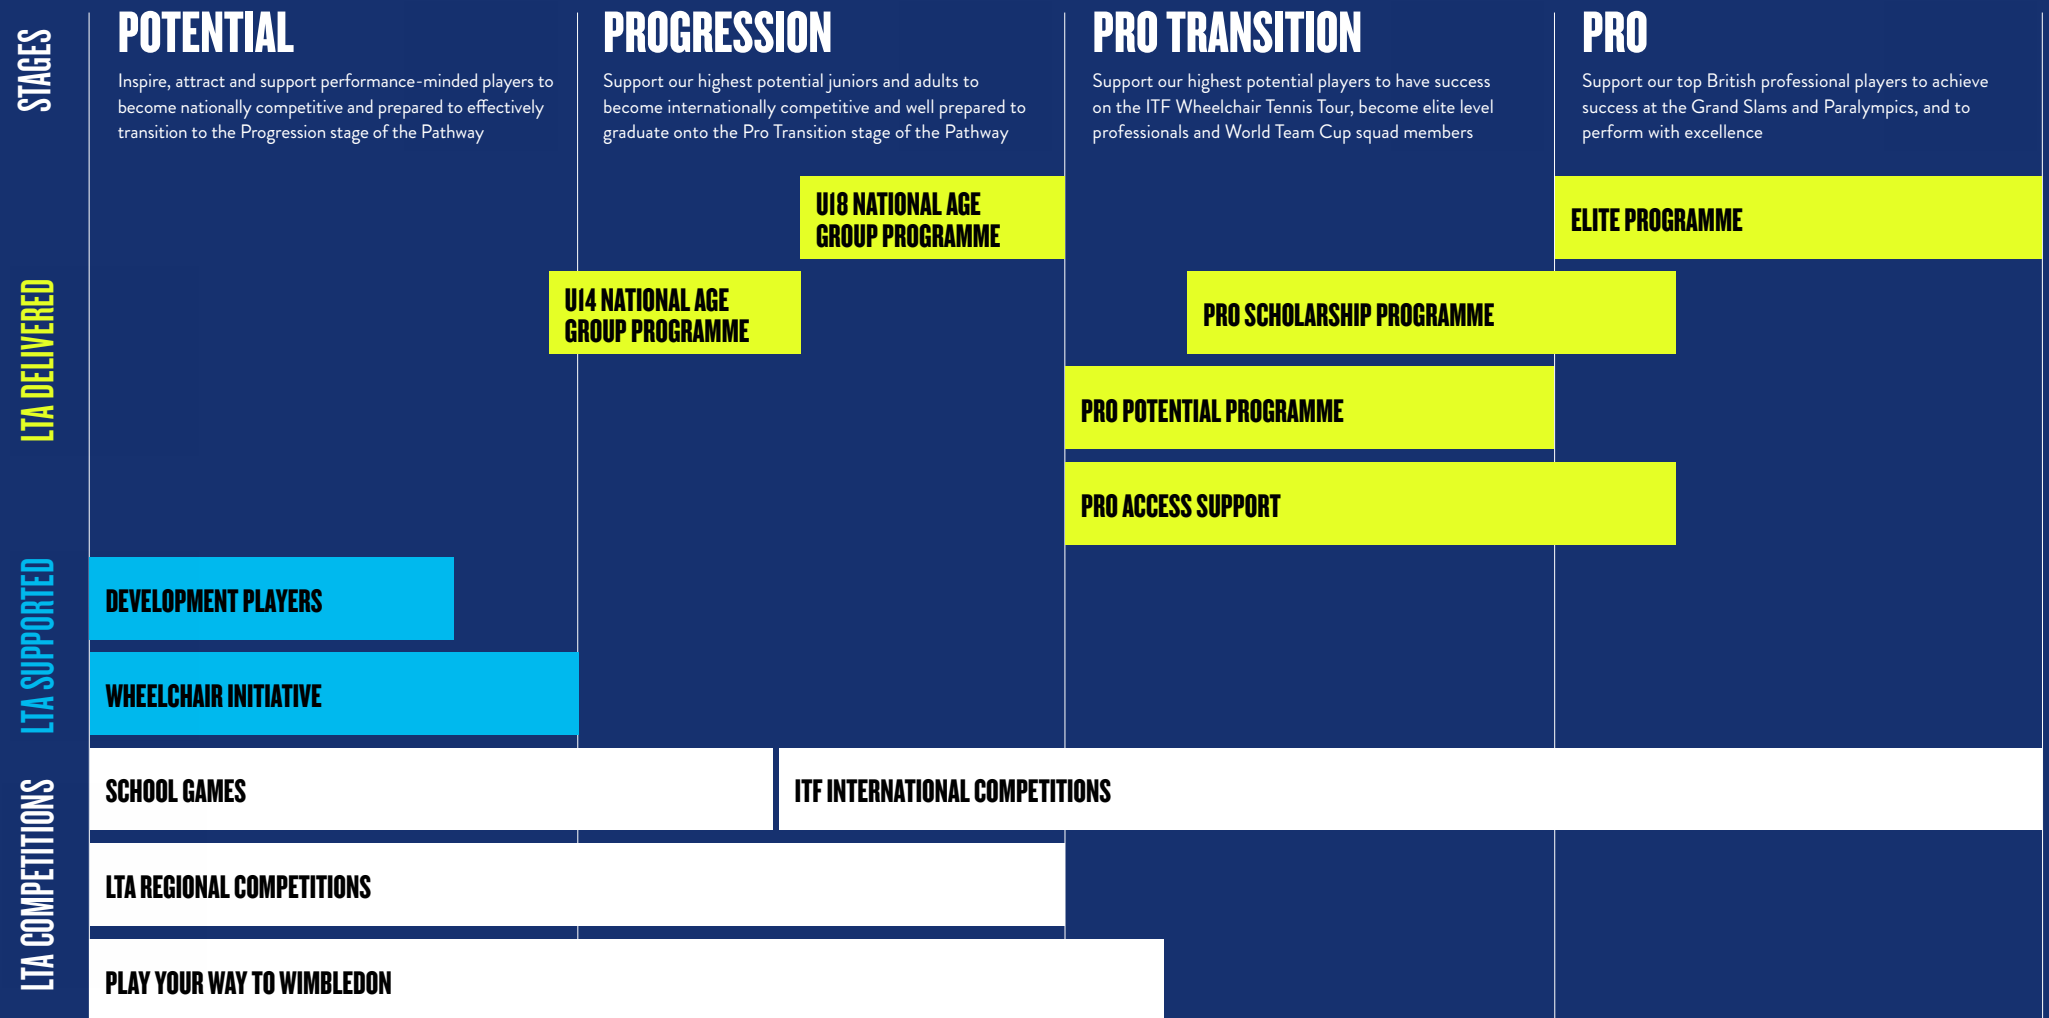 STAGES
POTENTIAL
Inspire, attract and support performance-minded players to
become nationally competitive and prepared to effectively
transition to the Progression stage of the Pathway
PROGRESSION
Support our highest potential juniors and adults to
become internationally competitive and well prepared to
graduate onto the Pro Transition stage of the Pathway
PRO TRANSITION
Support our highest potential players to have success
on the ITF Wheelchair Tennis Tour, become elite level
professionals and World Team Cup squad members
PRO
Support our top British professional players to achieve
success at the Grand Slams and Paralympics, and to
perform with excellence
LTA DELIVERED
U18 NATIONAL AGE
GROUP PROGRAMME
ELITE PROGRAMME
U14 NATIONAL AGE
GROUP PROGRAMME
PRO SCHOLARSHIP PROGRAMME
PRO POTENTIAL PROGRAMME
PRO ACCESS SUPPORT
LTA SUPPORTED
DEVELOPMENT PLAYERS
WHEELCHAIR INITIATIVE
LTA COMPETITIONS
SCHOOL GAMES
ITF INTERNATIONAL COMPETITIONS
LTA REGIONAL COMPETITIONS
PLAY YOUR WAY TO WIMBLEDON